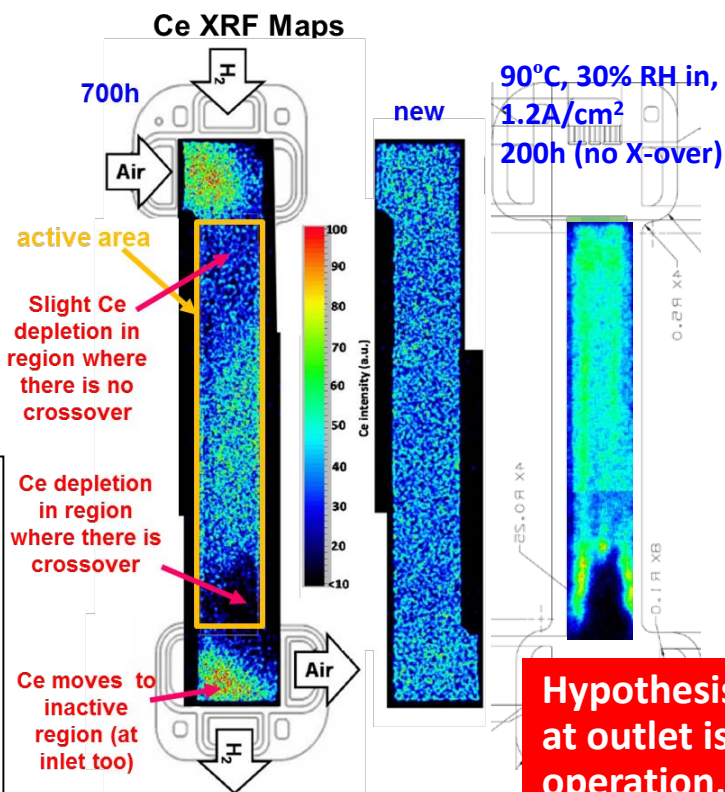 Ce XRF Maps
700h
H2
Air
new
90°C, 30% RH in,
1.2A/cm²
200h (no X-over)
active area
Slight Ce
depletion in
region where
there is no
crossover
Ce depletion
in region
where there is
crossover
Ce moves to
inactive
region (at
inlet too)
100
90
80
70
60
50
40
30
20
<10
Ce intensity (a.u.)
Air
H2
4X R5.0
4X R0.25
8X R1.0
Hypothesis
at outlet is
operation.